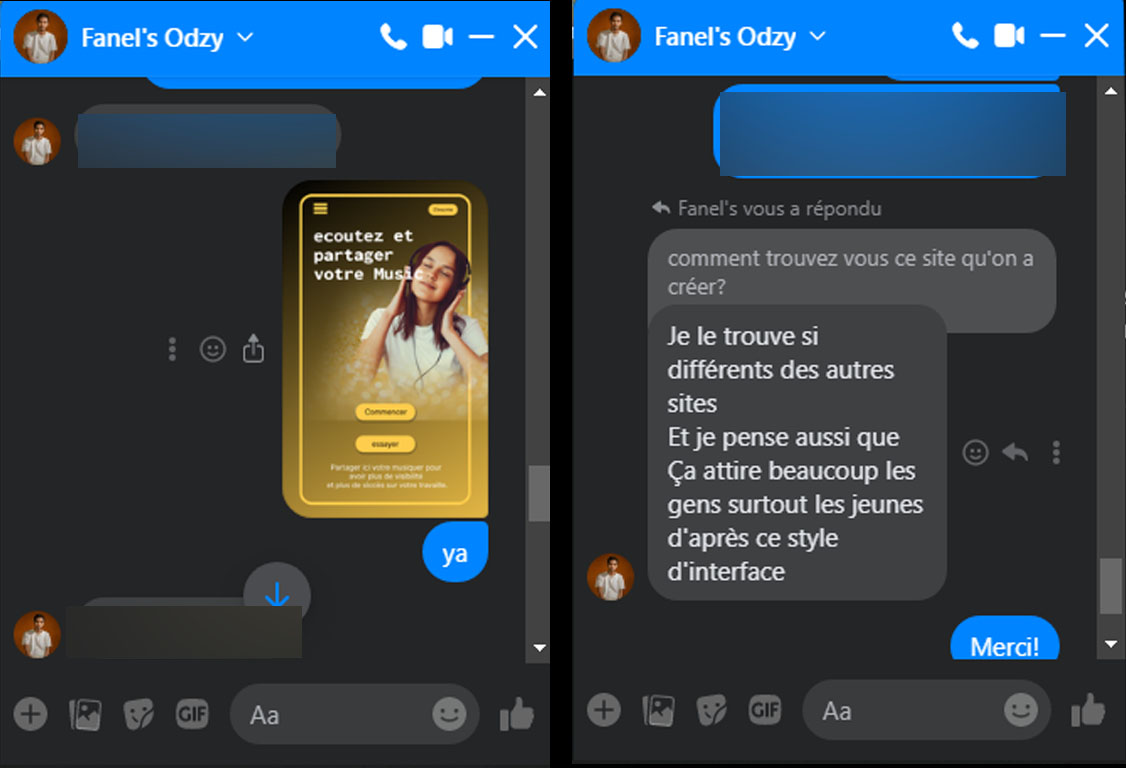 Fanel's Odzy
ecoutez et
partager
votre Music
Commencer
essayer
Partager ici votre musiquer pour
avoir plus de visibilité
et plus de slccès sur votre travaille.
ya
GIF
Aa
Fanel's Odzy
Fanel's vous a répondu
comment trouvez vous ce site qu'on a
créer?
Je le trouve si
différents des autres
sites
Et je pense aussi que
Ça attire beaucoup les
gens surtout les jeunes
d'après ce style
d'interface
Merci!
GIF
Aa